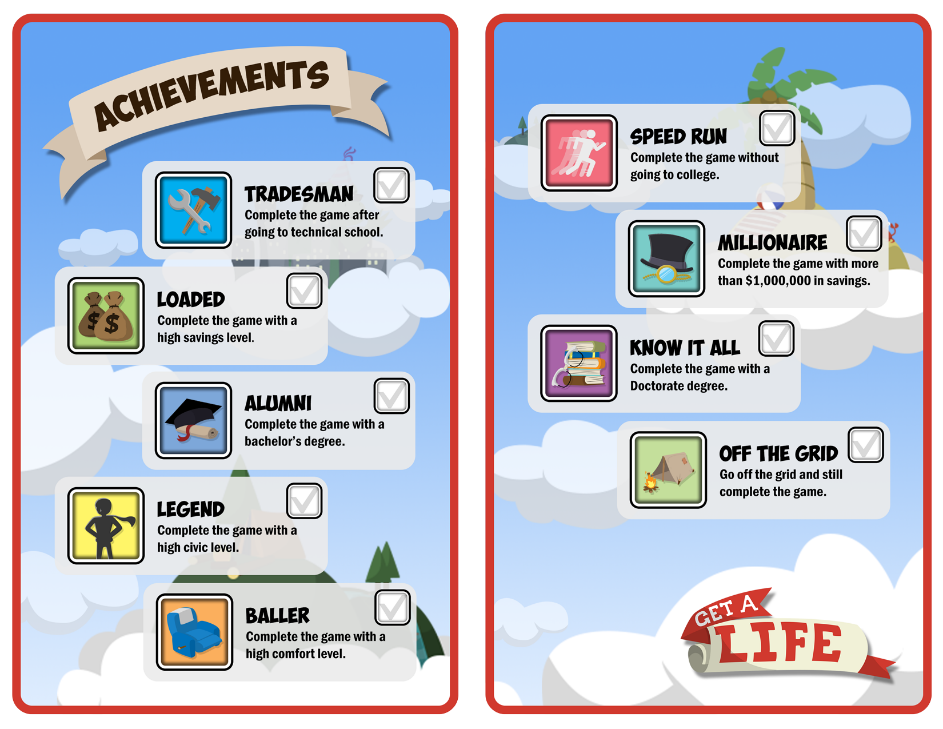 ACHIEVEMENTS
TRADESMAN
Complete the game after
going to technical school.
LOADED
Complete the game with a
high savings level.
ALUMNI
Complete the game with a
bachelor's degree.
LEGEND
Complete the game with a
high civic level.
BALLER
Complete the game with a
high comfort level.
SPEED RUN
Complete the game without
going to college.
MILLIONAIRE
Complete the game with more
than $1,000,000 in savings.
KNOW IT ALL
Complete the game with a
Doctorate degree.
OFF THE GRID
Go off the grid and still
complete the game.
GET A
LIFE